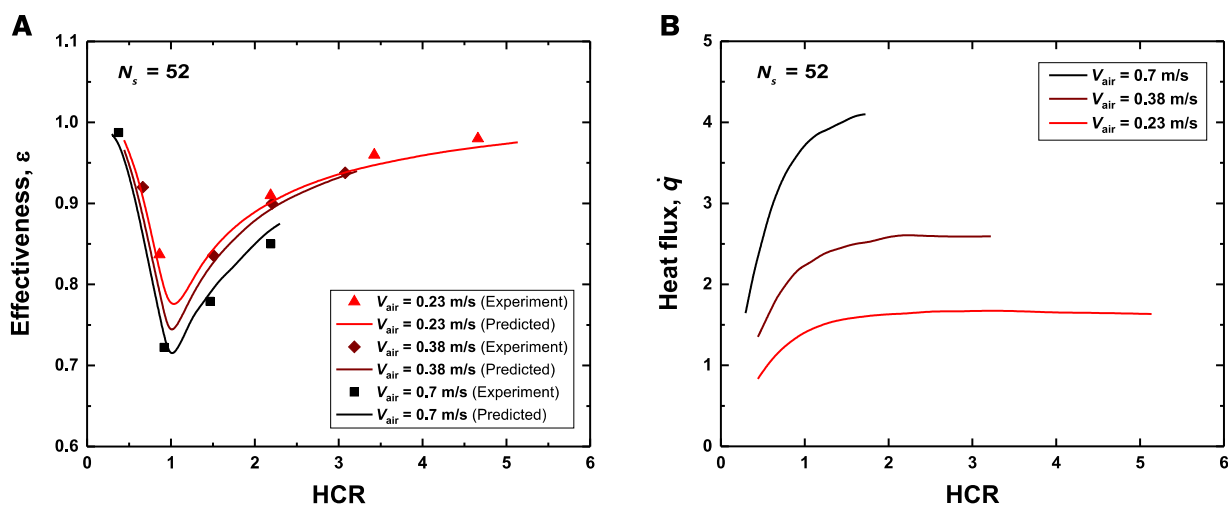 A
N_s = 52
1.1
1.0
0.9
0.8
0.7
0.6
Effectiveness, ε
V_air = 0.23 m/s (Experiment)
V_air = 0.23 m/s (Predicted)
V_air = 0.38 m/s (Experiment)
V_air = 0.38 m/s (Predicted)
V_air = 0.7 m/s (Experiment)
V_air = 0.7 m/s (Predicted)
0 1 2 3 4 5 6
HCR
B
N_s = 52
5
4
3
2
1
0
Heat flux, q̇
V_air = 0.7 m/s
V_air = 0.38 m/s
V_air = 0.23 m/s
0 1 2 3 4 5 6
HCR